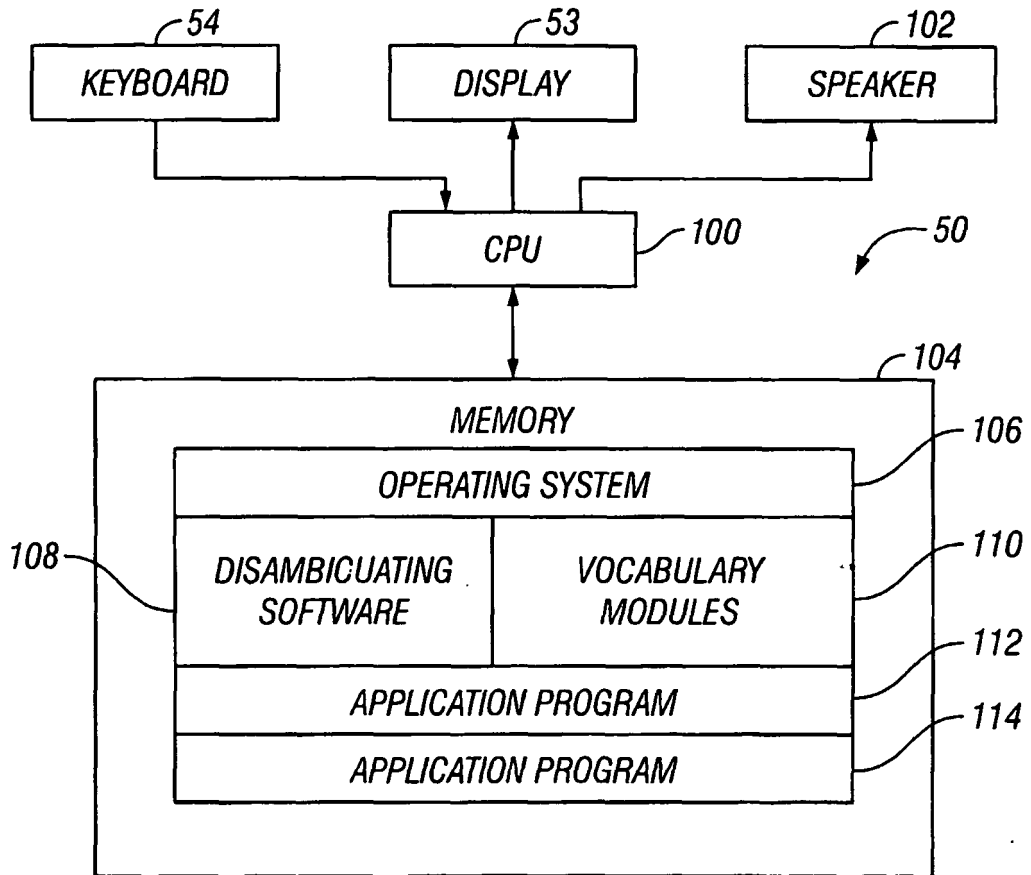 54
53
102
KEYBOARD
DISPLAY
SPEAKER
CPU
100
50
104
MEMORY
106
OPERATING SYSTEM
108
DISAMBICUATING
SOFTWARE
VOCABULARY
MODULES
110
112
APPLICATION PROGRAM
114
APPLICATION PROGRAM